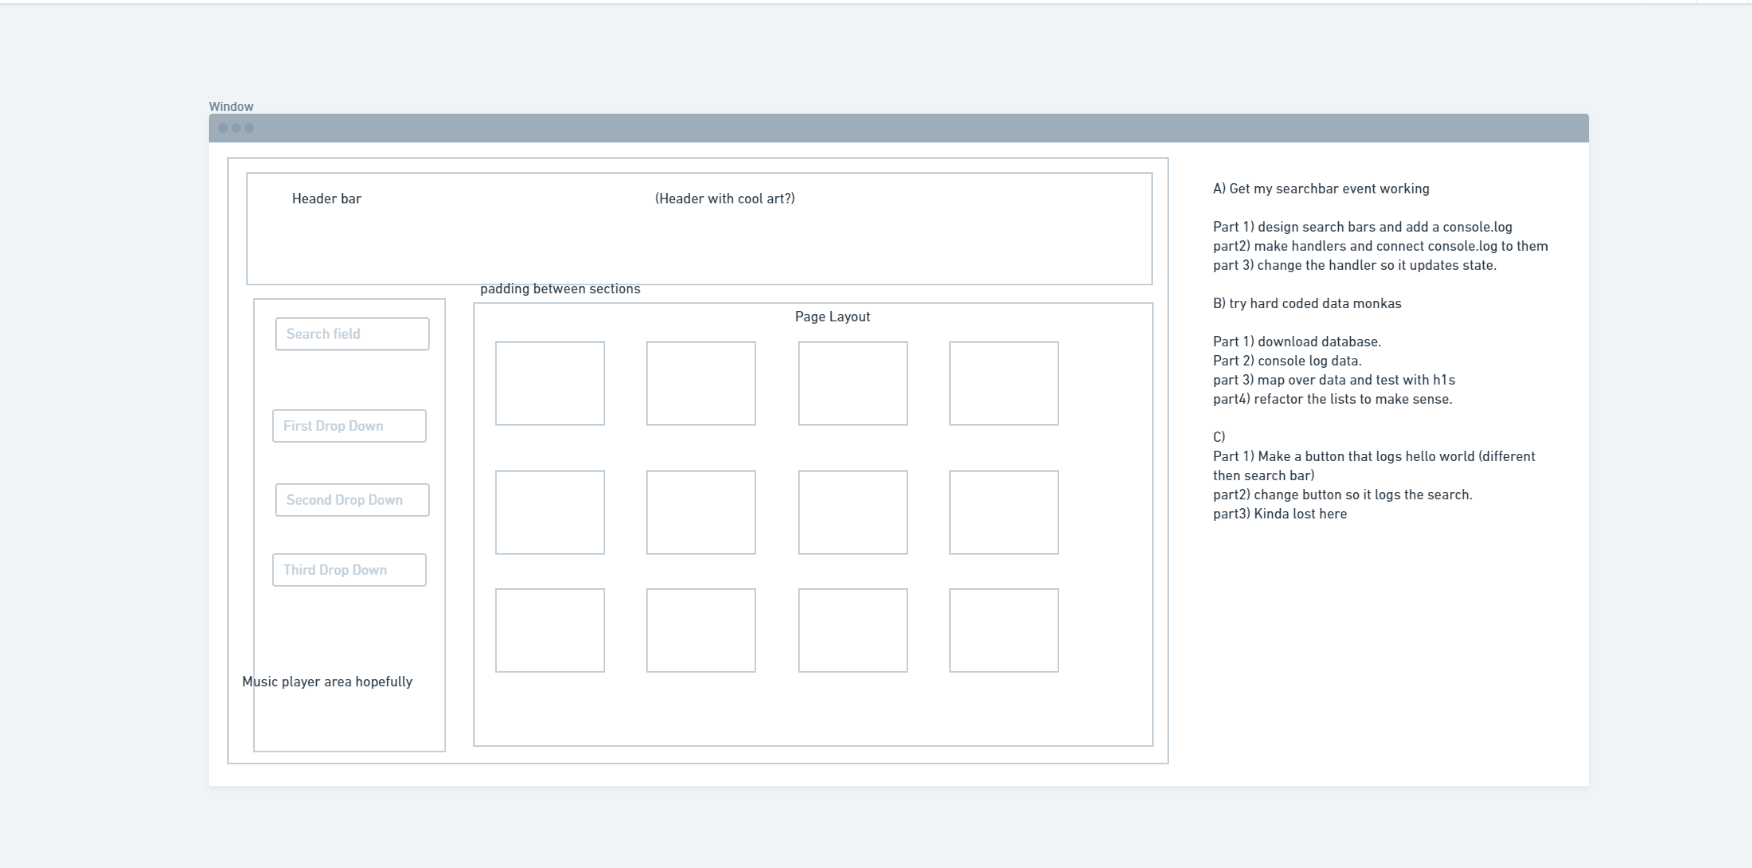 Window
Header bar
(Header with cool art?)
padding between sections
Search field
First Drop Down
Second Drop Down
Third Drop Down
Music player area hopefully
Page Layout
A) Get my searchbar event working
Part 1) design search bars and add a console.log
part2) make handlers and connect console.log to them
part 3) change the handler so it updates state.
B) try hard coded data monkas
Part 1) download database.
Part 2) console log data.
part 3) map over data and test with h1s
part4) refactor the lists to make sense.
C)
Part 1) Make a button that logs hello world (different
then search bar)
part2) change button so it logs the search.
part3) Kinda lost here